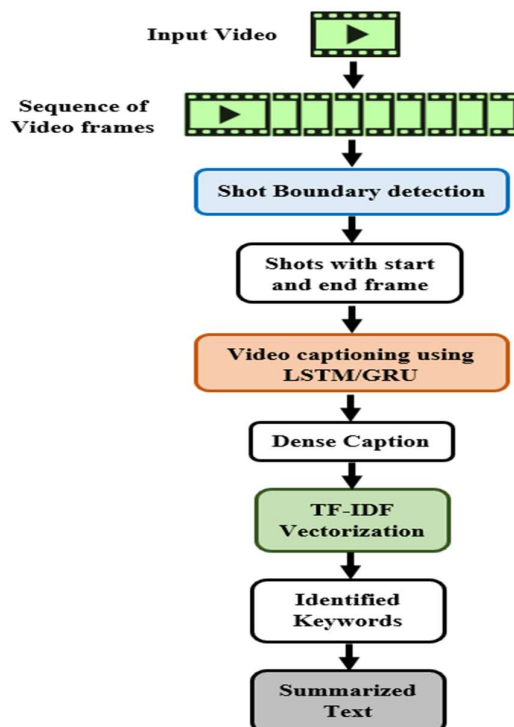 Input Video
Sequence of
Video frames
Shot Boundary detection
Shots with start
and end frame
Video captioning using
LSTM/GRU
Dense Caption
TF-IDF
Vectorization
Identified
Keywords
Summarized
Text